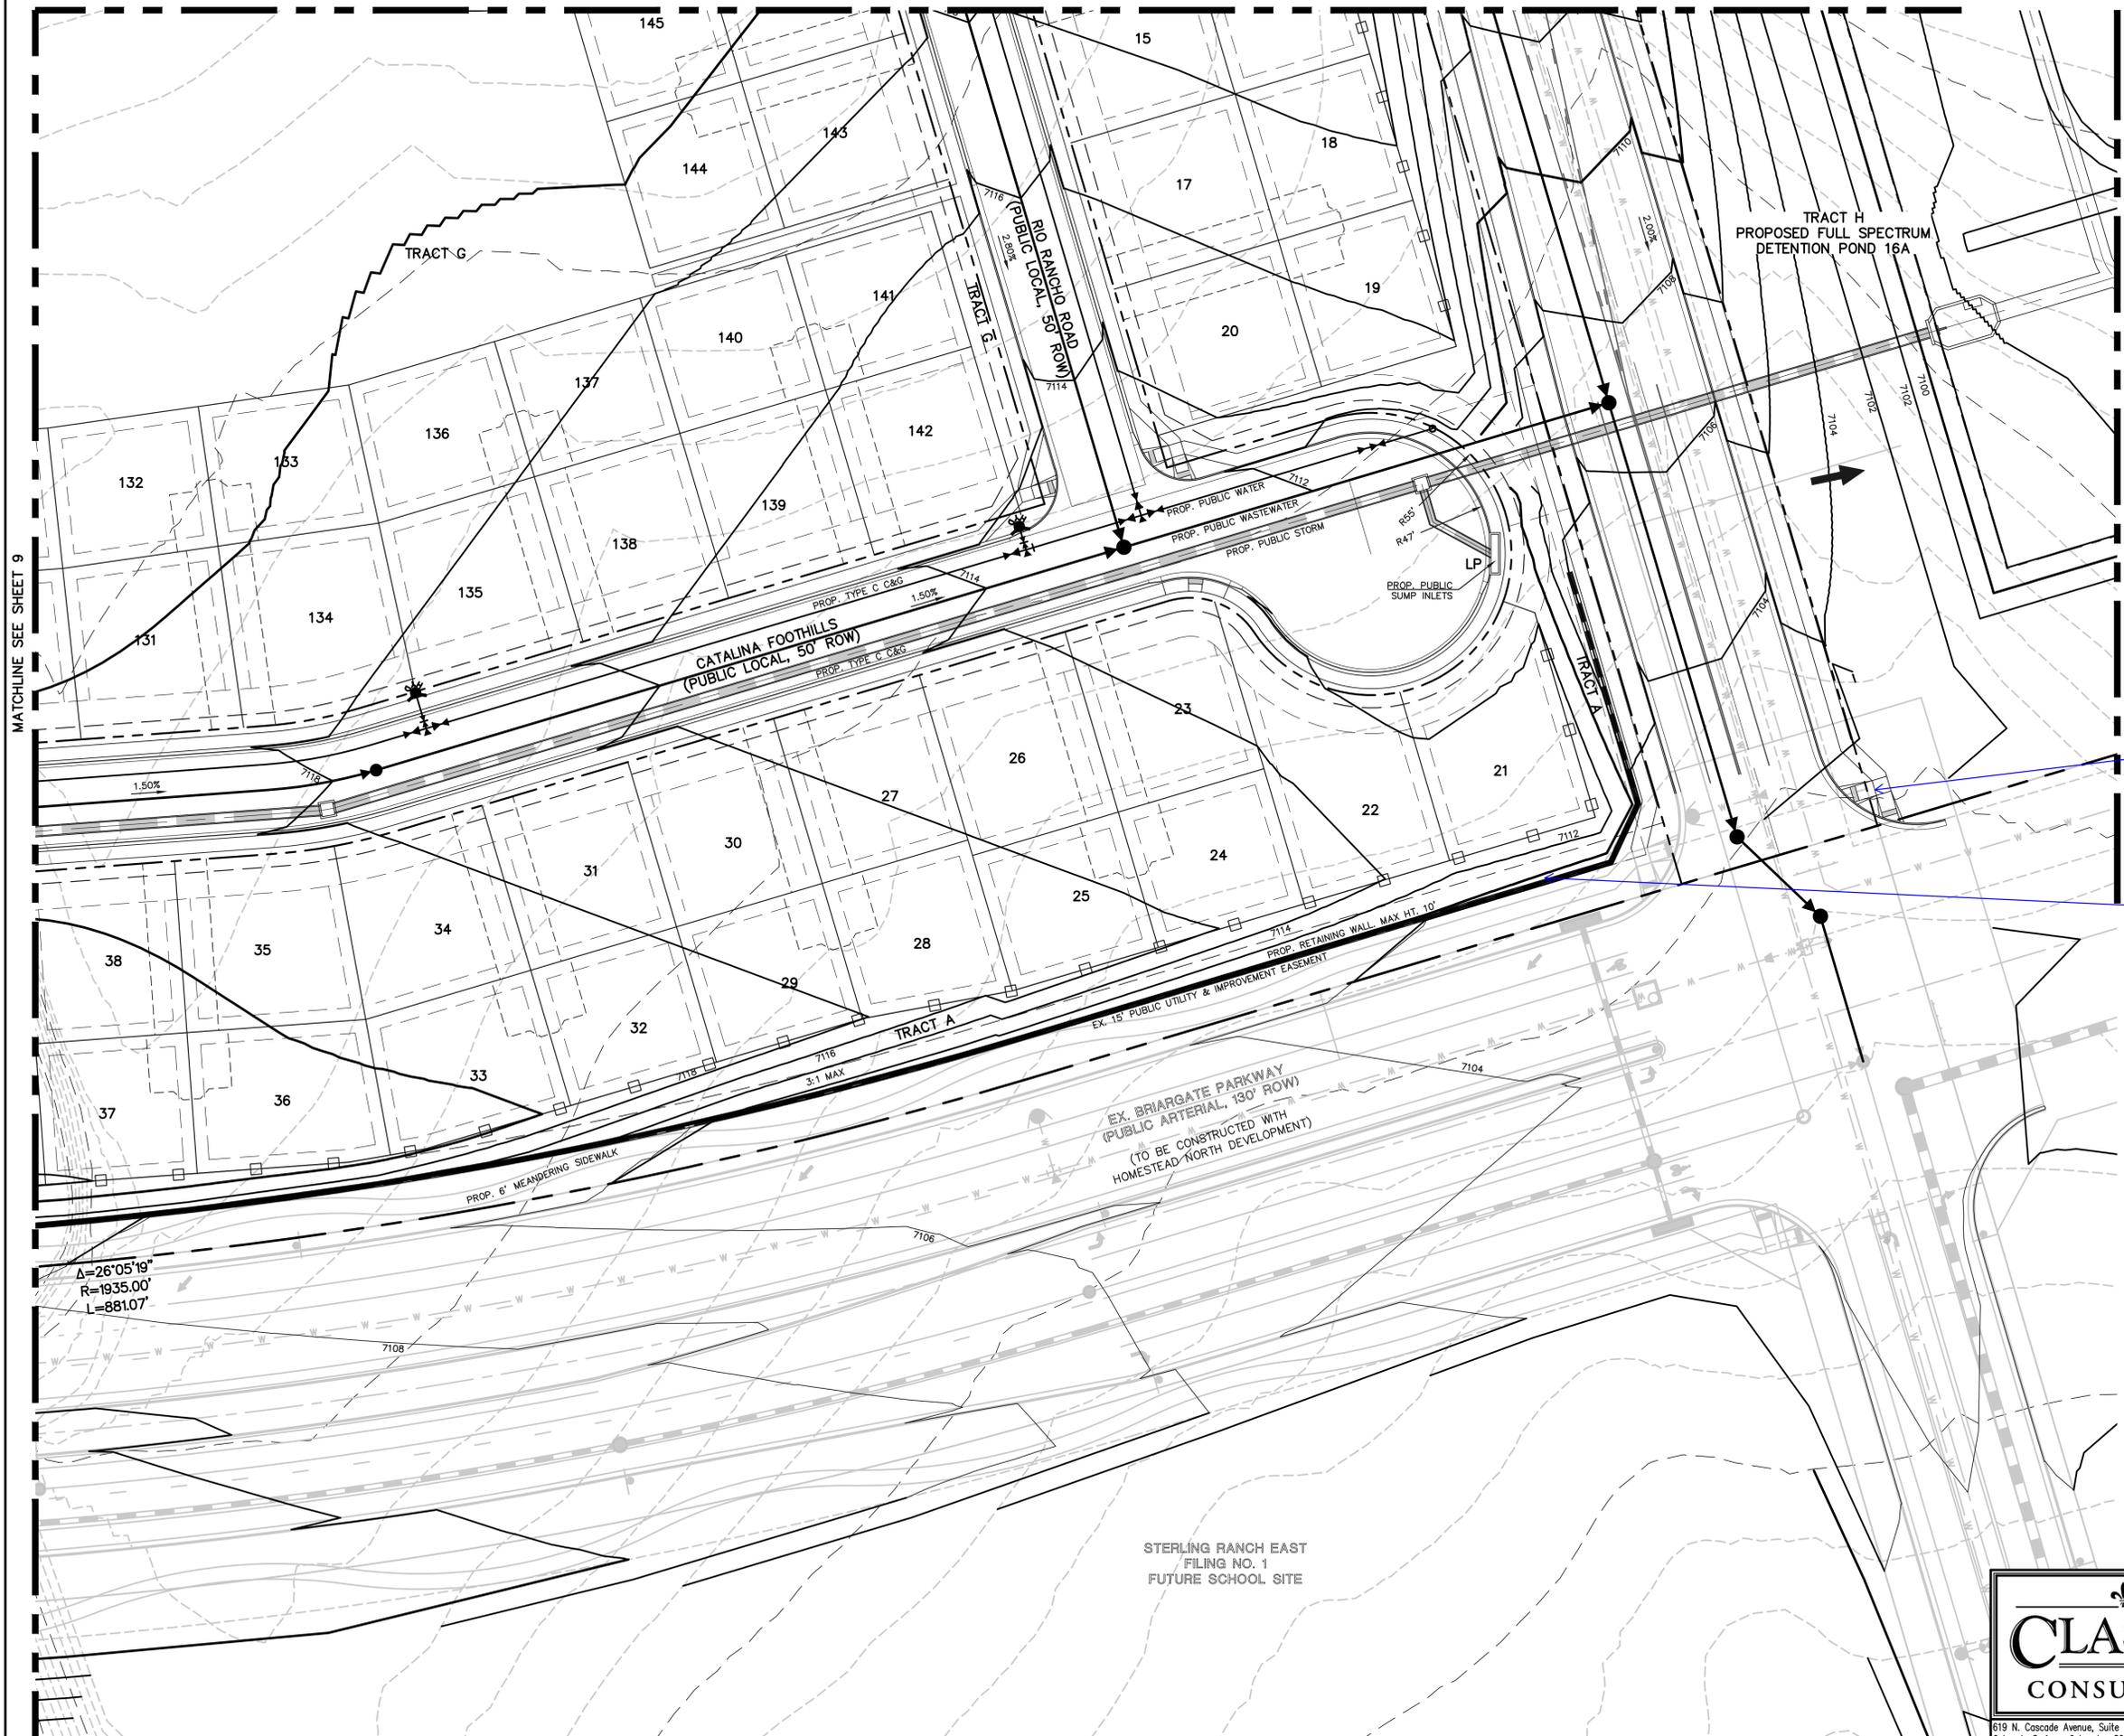 145
15
143
144
18
17
7110
7116
RIO RANCHO ROAD
(PUBLIC LOCAL, 50' ROW)
2.80%
2.00%
TRACT H
PROPOSED FULL SPECTRUM
DETENTION POND 16A
TRACT G
7108
141
TRACT G
19
140
20
7114
137
7100
7102
7102
7104
7106
142
136
133
132
7112
139
PROP. PUBLIC WATER
PROP. PUBLIC WASTEWATER
PROP. PUBLIC STORM
R55'
R47'
138
LP
PROP. PUBLIC
SUMP INLETS
7114
135
PROP. TYPE C C&G
1.50%
134
131
7104
CATALINA FOOTHILLS
(PUBLIC LOCAL, 50' ROW)
PROP. TYPE C C&G
TRACT A
MATCHLINE SEE SHEET 9
23
26
21
7118
1.50%
27
22
7112
30
24
31
25
34
28
35
38
7114
PROP. RETAINING WALL. MAX HT. 10'
EX. 15' PUBLIC UTILITY & IMPROVEMENT EASEMENT
29
32
TRACT A
7116
7118
3:1 MAX
33
36
37
7104
EX. BRIARGATE PARKWAY
(PUBLIC ARTERIAL, 130' ROW)
(TO BE CONSTRUCTED WITH
HOMESTEAD NORTH DEVELOPMENT)
PROP. 6' MEANDERING SIDEWALK
7106
Δ=26°05'19"
R=1935.00'
L=881.07'
7108
STERLING RANCH EAST
FILING NO. 1
FUTURE SCHOOL SITE
CLA
CONSU
619 N. Cascade Avenue, Suite